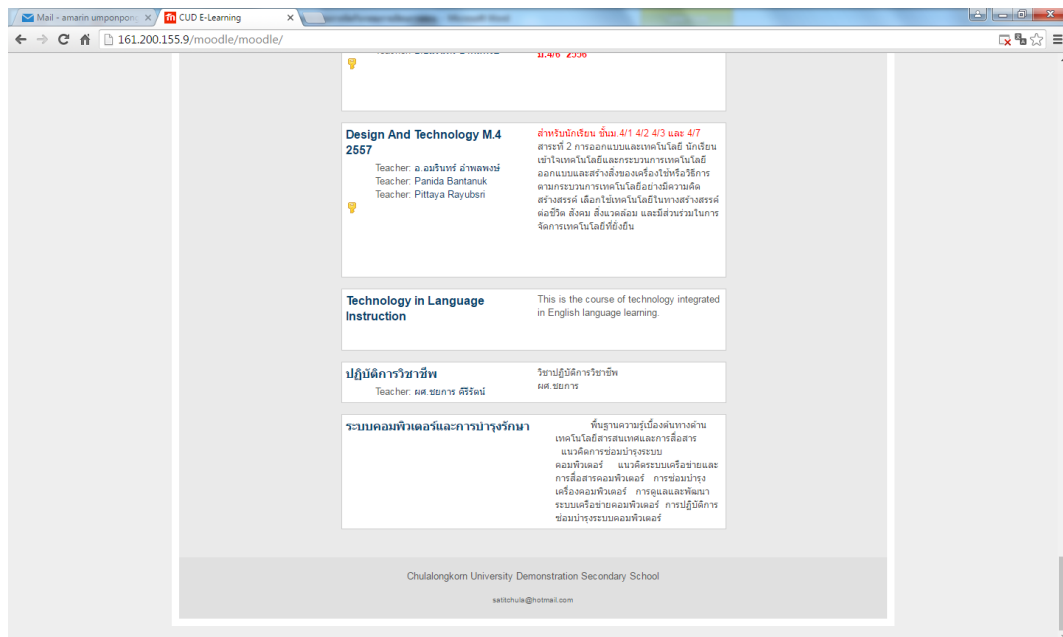 Mail - amarin umponpong
CUD E-Learning
161.200.155.9/moodle/moodle/
ม.4/6 2556
Design And Technology M.4
2557
Teacher: อ.อมรินทร์ อำพลพงษ์
Teacher: Panida Bantanuk
Teacher: Pittaya Rayubsri
สำหรับนักเรียน ชั้นม.4/1 4/2 4/3 และ 4/7
สาระที่ 2 การออกแบบและเทคโนโลยี นักเรียน
เข้าใจเทคโนโลยีและกระบวนการเทคโนโลยี
ออกแบบและสร้างสิ่งของเครื่องใช้หรือวิธีการ
ตามกระบวนการเทคโนโลยีอย่างมีความคิด
สร้างสรรค์ เลือกใช้เทคโนโลยีในทางสร้างสรรค์
ต่อชีวิต สังคม สิ่งแวดล้อม และมีส่วนร่วมในการ
จัดการเทคโนโลยีที่ยั่งยืน
Technology in Language
Instruction
This is the course of technology integrated
in English language learning.
ปฏิบัติการวิชาชีพ
Teacher: ผศ.ชยการ คีรีรัตน์
วิชาปฏิบัติการวิชาชีพ
ผศ.ชยการ
ระบบคอมพิวเตอร์และการบำรุงรักษา
พื้นฐานความรู้เบื้องต้นทางด้าน
เทคโนโลยีสารสนเทศและการสื่อสาร
แนวคิดการซ่อมบำรุงระบบ
คอมพิวเตอร์ แนวคิดระบบเครือข่ายและ
การสื่อสารคอมพิวเตอร์ การซ่อมบำรุง
เครื่องคอมพิวเตอร์ การดูแลและพัฒนา
ระบบเครือข่ายคอมพิวเตอร์ การปฏิบัติการ
ซ่อมบำรุงระบบคอมพิวเตอร์
Chulalongkorn University Demonstration Secondary School
satitchula@hotmail.com